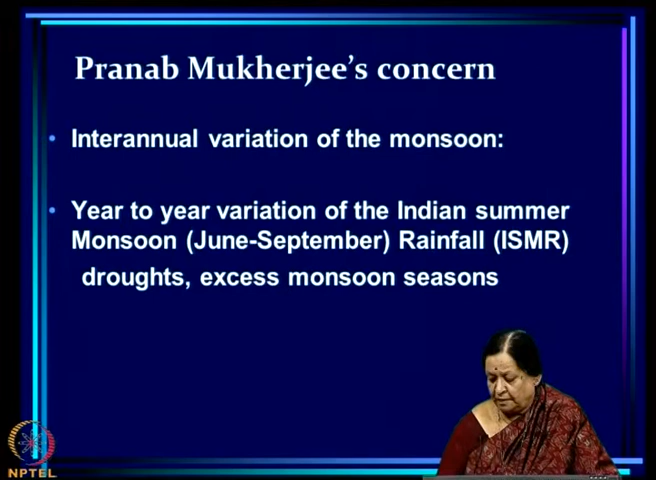 Pranab Mukherjee's concern
• Interannual variation of the monsoon:
• Year to year variation of the Indian summer
Monsoon (June-September) Rainfall (ISMR)
droughts, excess monsoon seasons
NPTEL